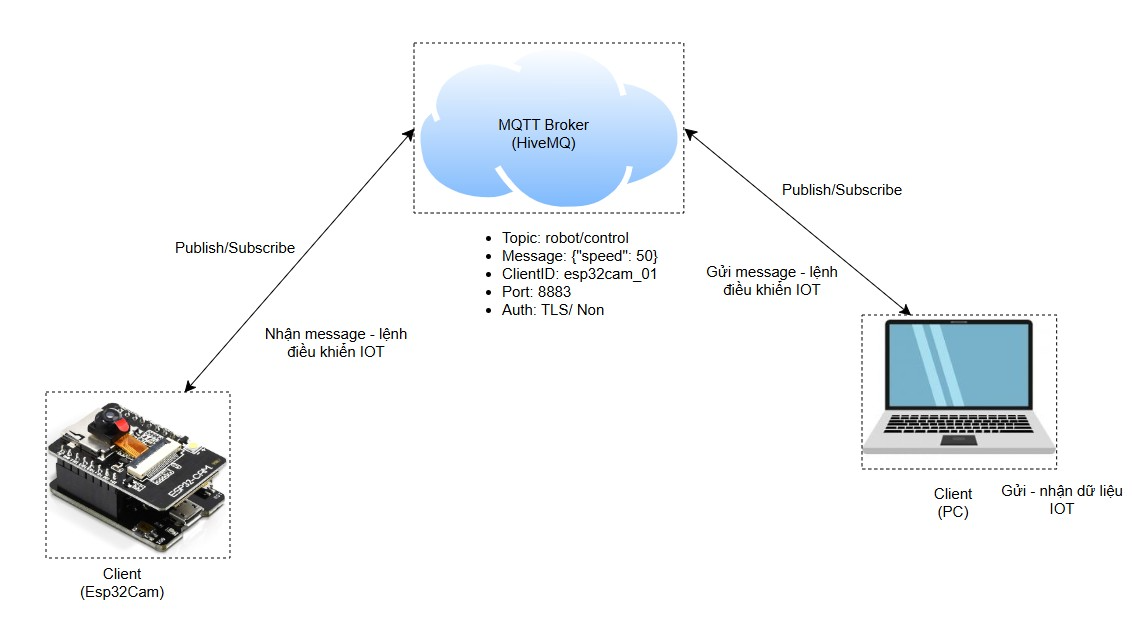 MQTT Broker
(HiveMQ)
Publish/Subscribe
Publish/Subscribe
Topic: robot/control
Message: {"speed": 50}
ClientID: esp32cam_01
Port: 8883
Auth: TLS/ Non
Gửi message - lệnh
điều khiển IOT
Nhận message - lệnh
điều khiển IOT
ESP32-CAM
Client
(PC)
Gửi - nhận dữ liệu
IOT
Client
(Esp32Cam)